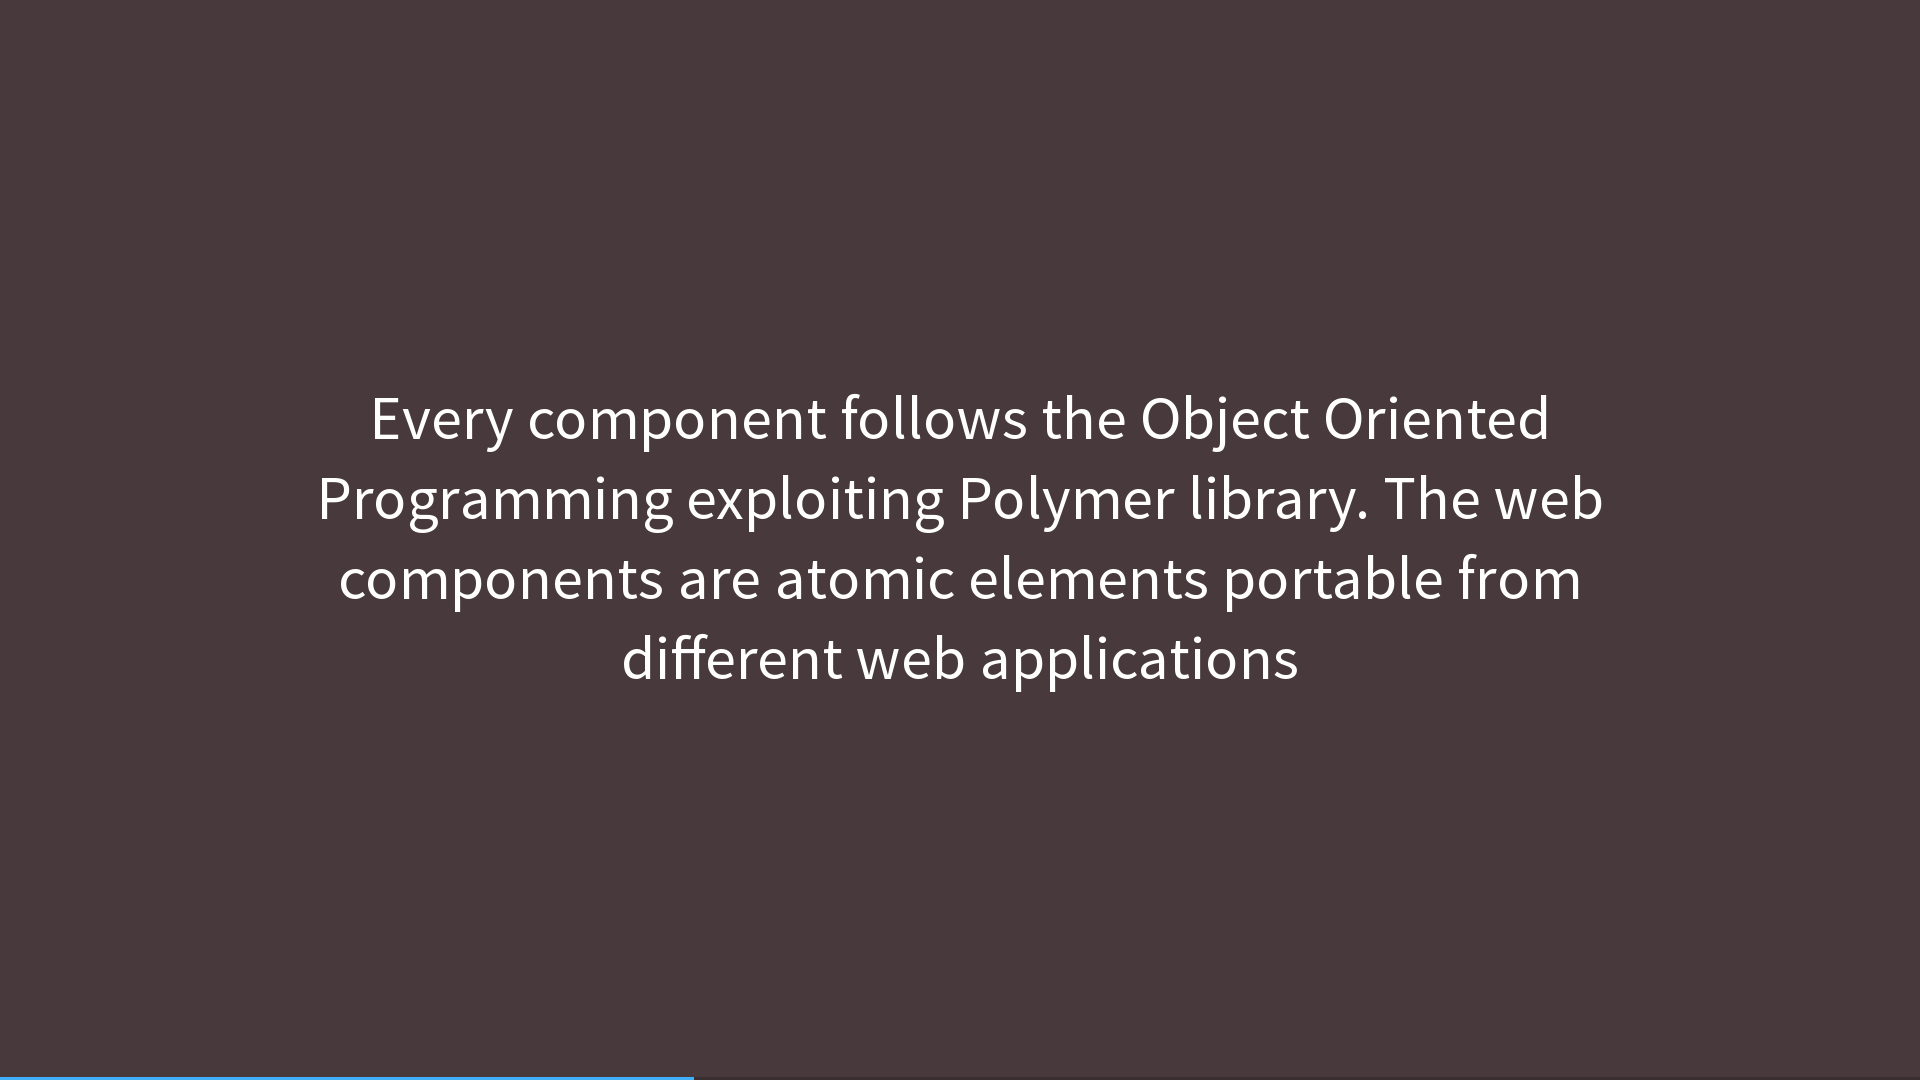 Every component follows the Object Oriented
Programming exploiting Polymer library. The web
components are atomic elements portable from
different web applications